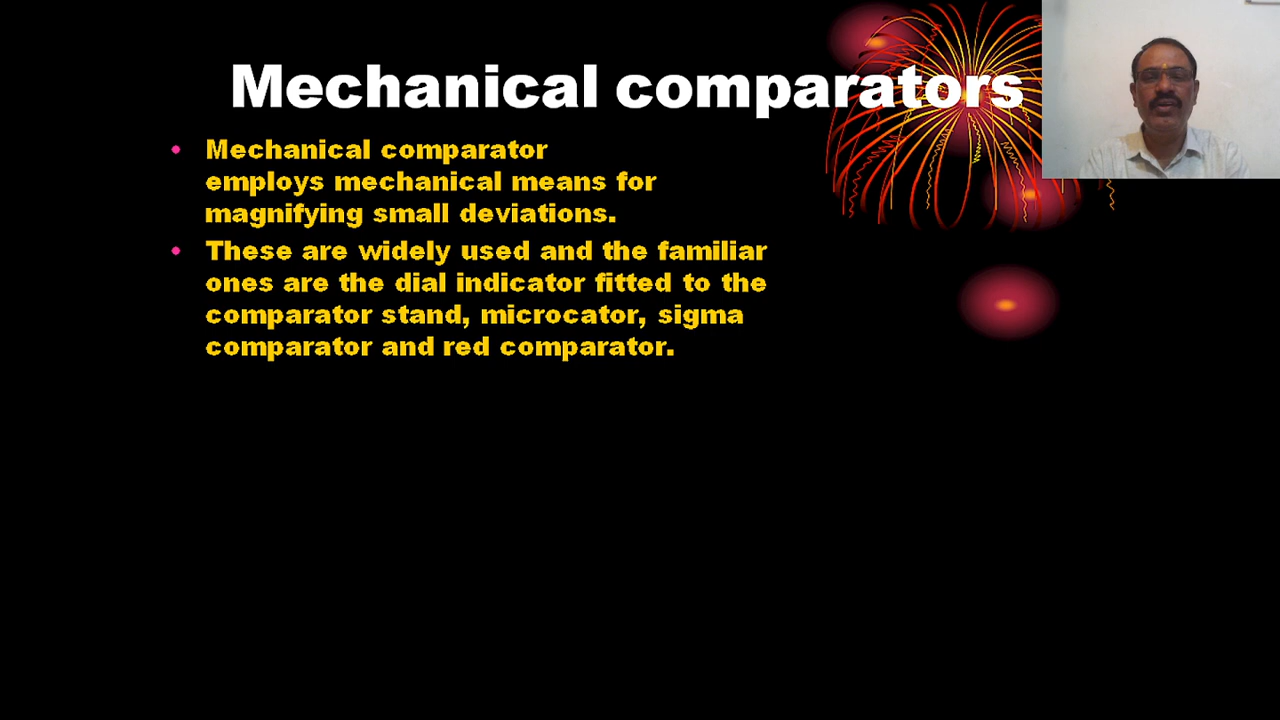 Mechanical comparators
• Mechanical comparator
employs mechanical means for
magnifying small deviations.
• These are widely used and the familiar
ones are the dial indicator fitted to the
comparator stand, microcator, sigma
comparator and red comparator.